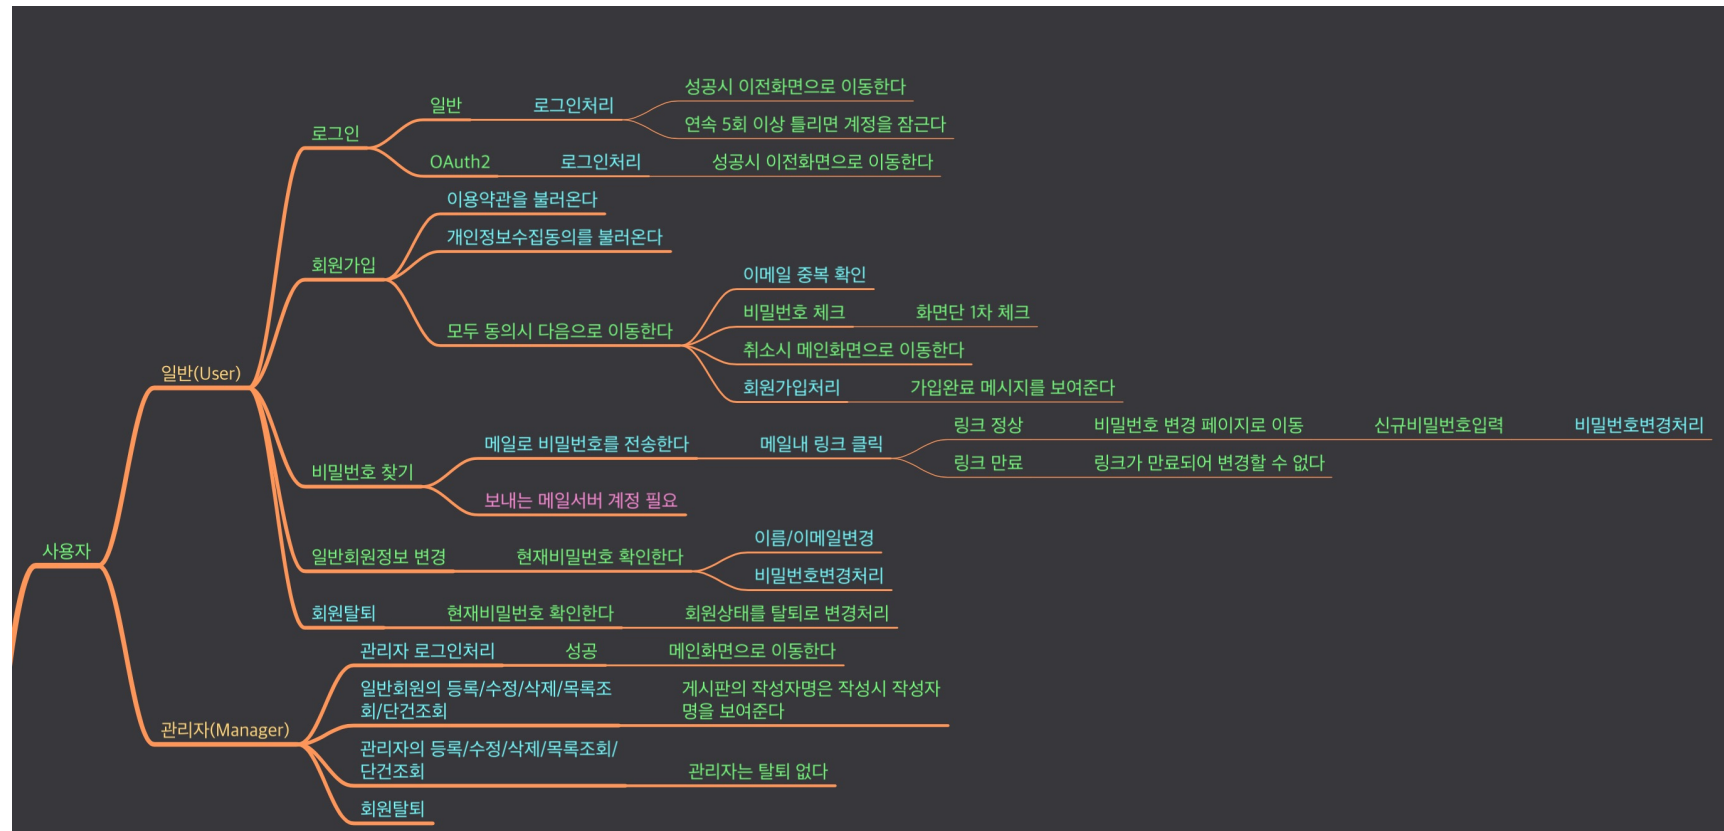 성공시 이전화면으로 이동한다
일반
로그인처리
연속 5회 이상 틀리면 계정을 잠근다
로그인
OAuth2
로그인처리
성공시 이전화면으로 이동한다
이용약관을 불러온다
개인정보수집동의를 불러온다
회원가입
이메일 중복 확인
비밀번호 체크
화면단 1차 체크
모두 동의시 다음으로 이동한다
취소시 메인화면으로 이동한다
일반(User)
회원가입처리
가입완료 메시지를 보여준다
링크 정상
비밀번호 변경 페이지로 이동
신규비밀번호입력
비밀번호변경처리
메일로 비밀번호를 전송한다
메일내 링크 클릭
링크 만료
링크가 만료되어 변경할 수 없다
비밀번호 찾기
보내는 메일서버 계정 필요
사용자
이름/이메일변경
일반회원정보 변경
현재비밀번호 확인한다
비밀번호변경처리
회원탈퇴
현재비밀번호 확인한다
회원상태를 탈퇴로 변경처리
관리자 로그인처리
성공
메인화면으로 이동한다
일반회원의 등록/수정/삭제/목록조
회/단건조회
게시판의 작성자명은 작성시 작성자
명을 보여준다
관리자(Manager)
관리자의 등록/수정/삭제/목록조회/
단건조회
관리자는 탈퇴 없다
회원탈퇴